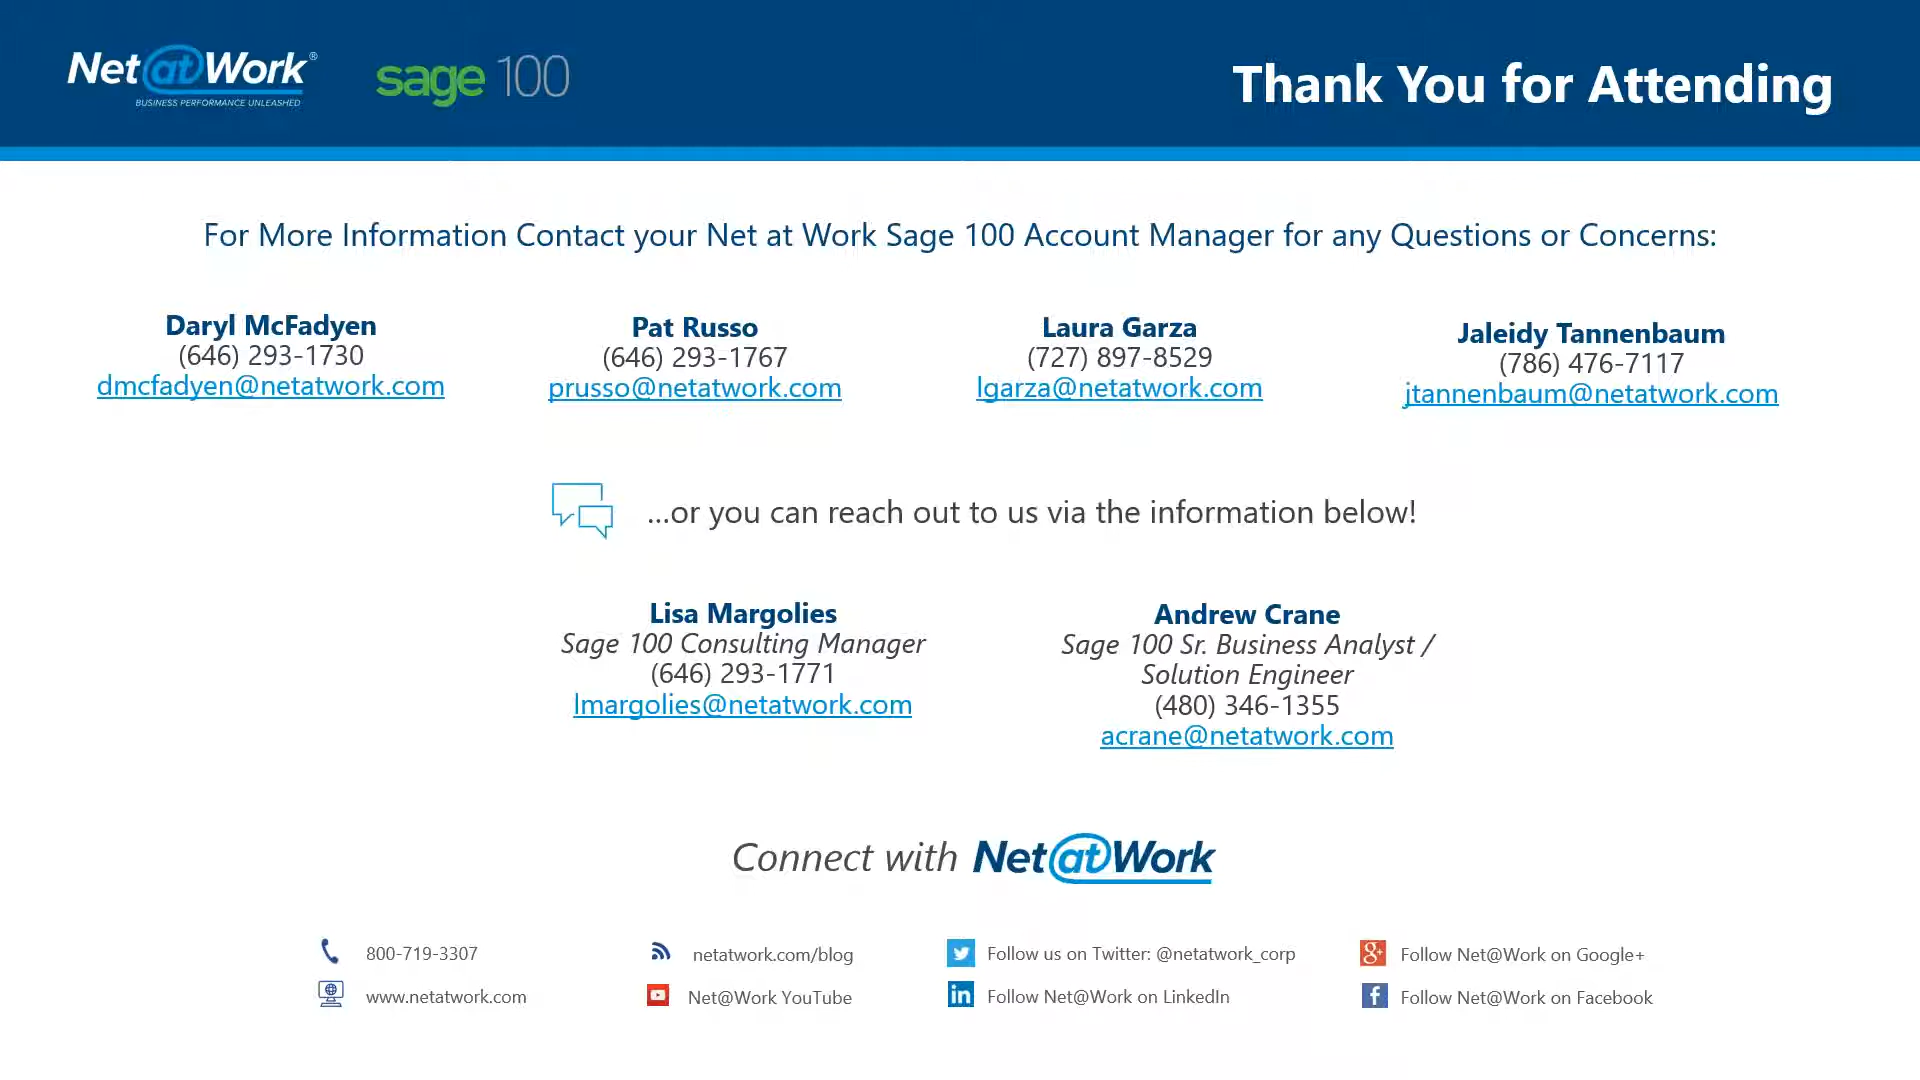 Net at Work®
BUSINESS PERFORMANCE UNLEASHED
sage 100
Thank You for Attending
For More Information Contact your Net at Work Sage 100 Account Manager for any Questions or Concerns:
Daryl McFadyen
(646) 293-1730
dmcfadyen@netatwork.com
Pat Russo
(646) 293-1767
prusso@netatwork.com
Laura Garza
(727) 897-8529
lgarza@netatwork.com
Jaleidy Tannenbaum
(786) 476-7117
jtannenbaum@netatwork.com
...or you can reach out to us via the information below!
Lisa Margolies
Sage 100 Consulting Manager
(646) 293-1771
lmargolies@netatwork.com
Andrew Crane
Sage 100 Sr. Business Analyst /
Solution Engineer
(480) 346-1355
acrane@netatwork.com
Connect with Net at Work
800-719-3307
netatwork.com/blog
Follow us on Twitter: @netatwork_corp
g+ Follow Net@Work on Google+
www.netatwork.com
Net@Work YouTube
in Follow Net@Work on LinkedIn
f Follow Net@Work on Facebook